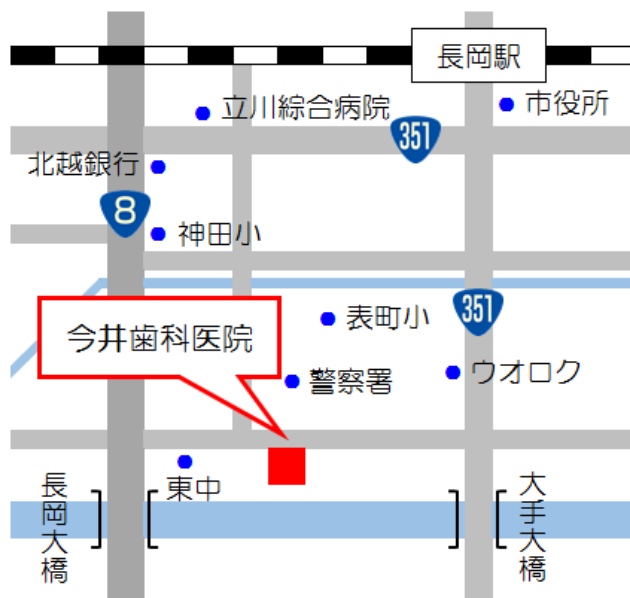 長岡駅
立川綜合病院
市役所
351
北越銀行
8
神田小
351
表町小
今井歯科医院
警察署
ウオロク
東中
長岡大橋
大手大橋